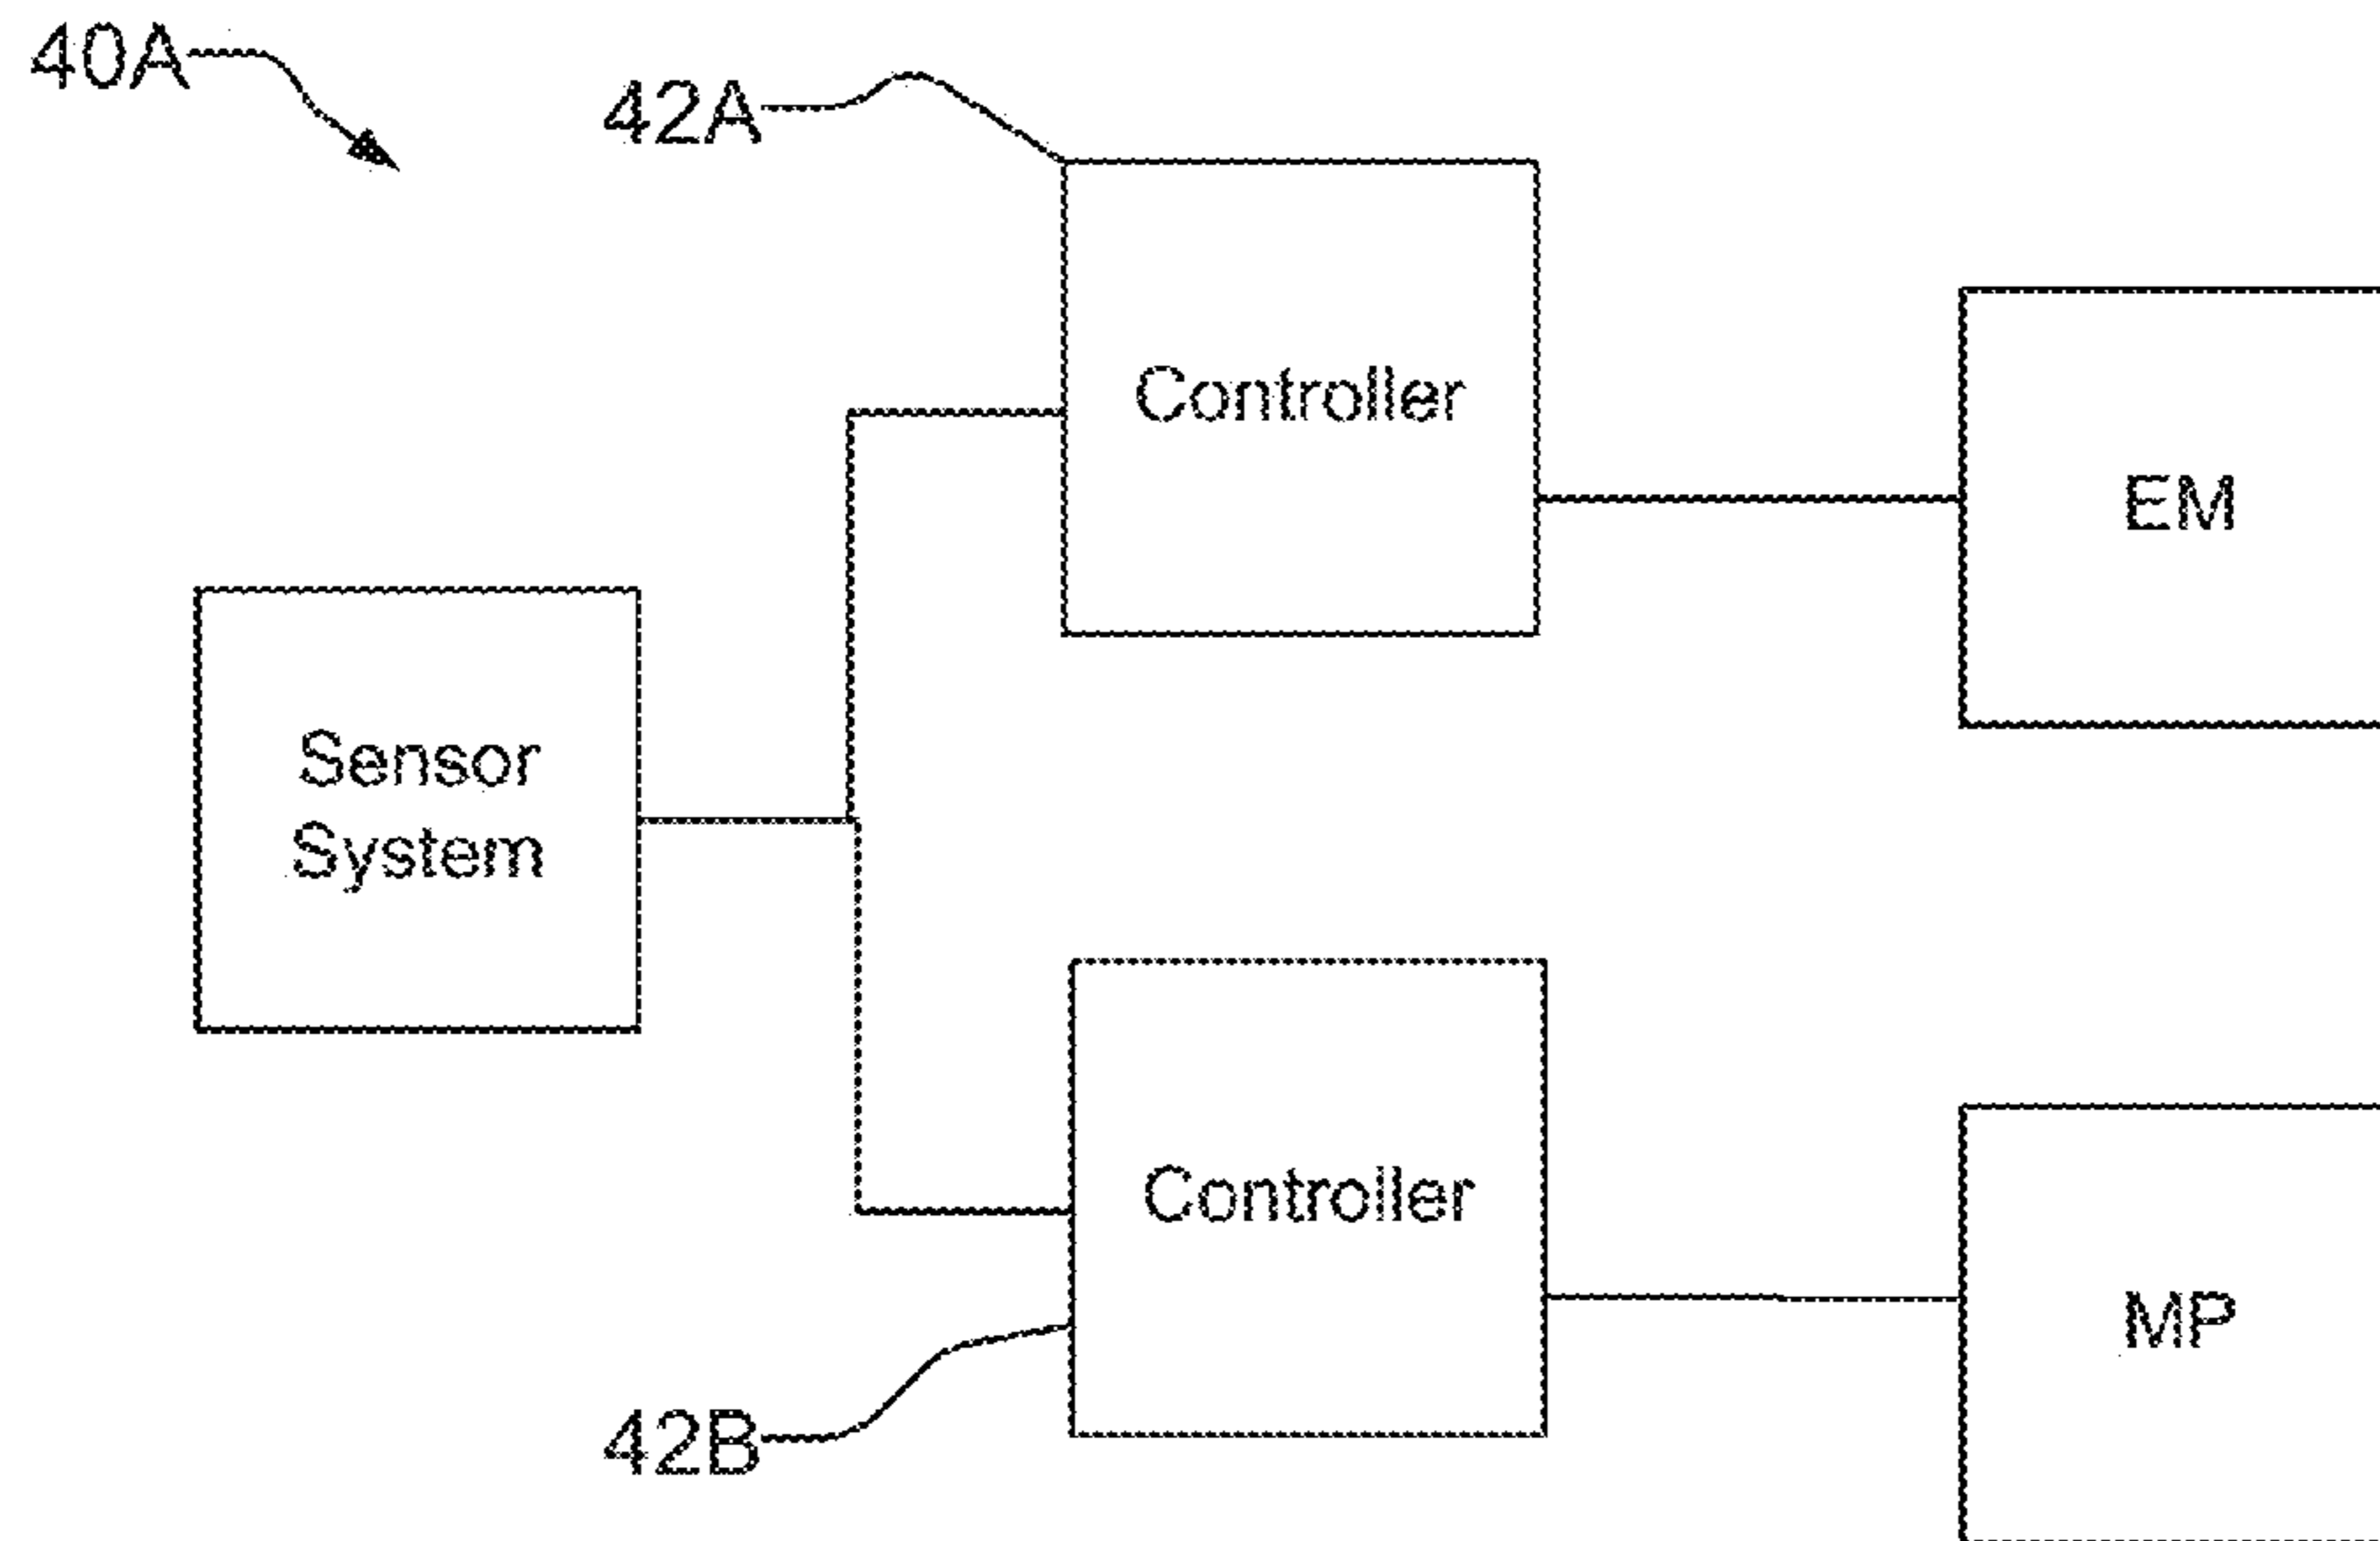 40A
42A
Controller
EM
Sensor
System
Controller
MP
42B